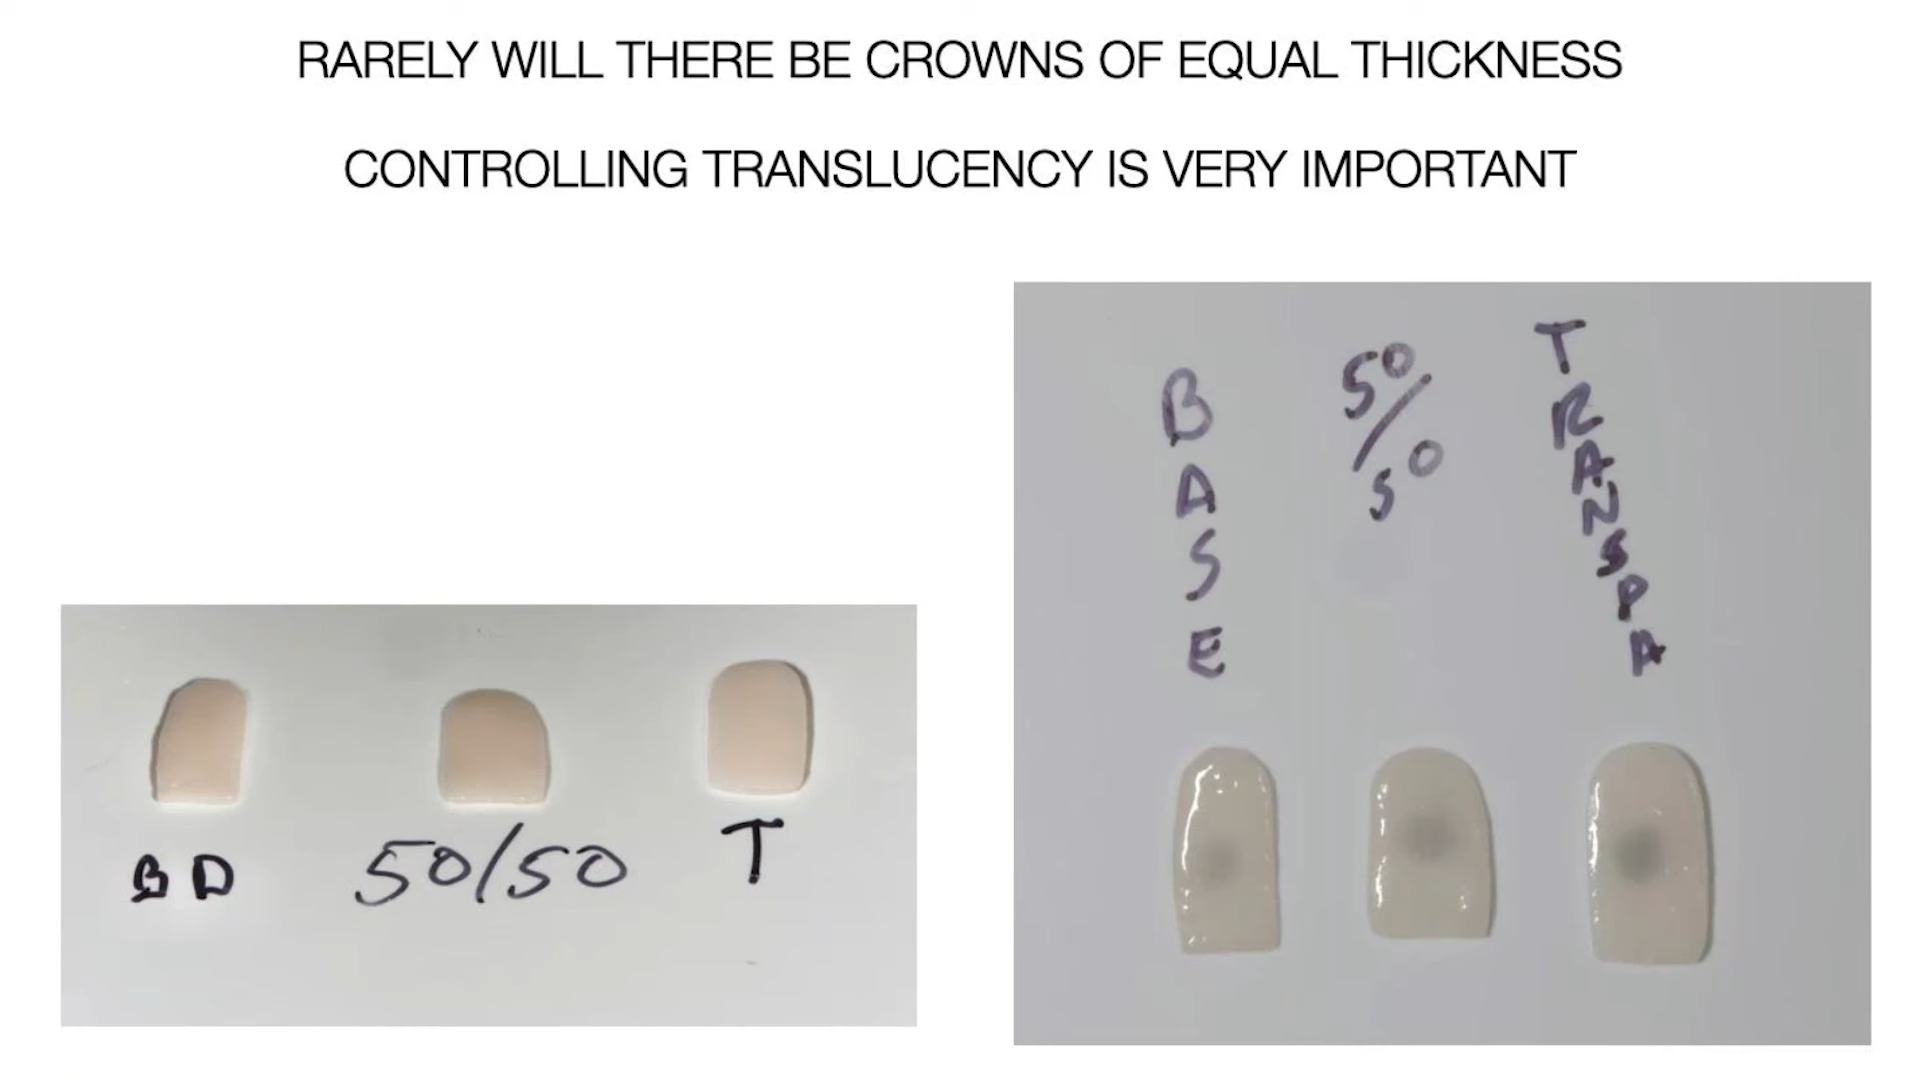 RARELY WILL THERE BE CROWNS OF EQUAL THICKNESS
CONTROLLING TRANSLUCENCY IS VERY IMPORTANT
BD
50/50
T
BASE
50/50
TRANSPA